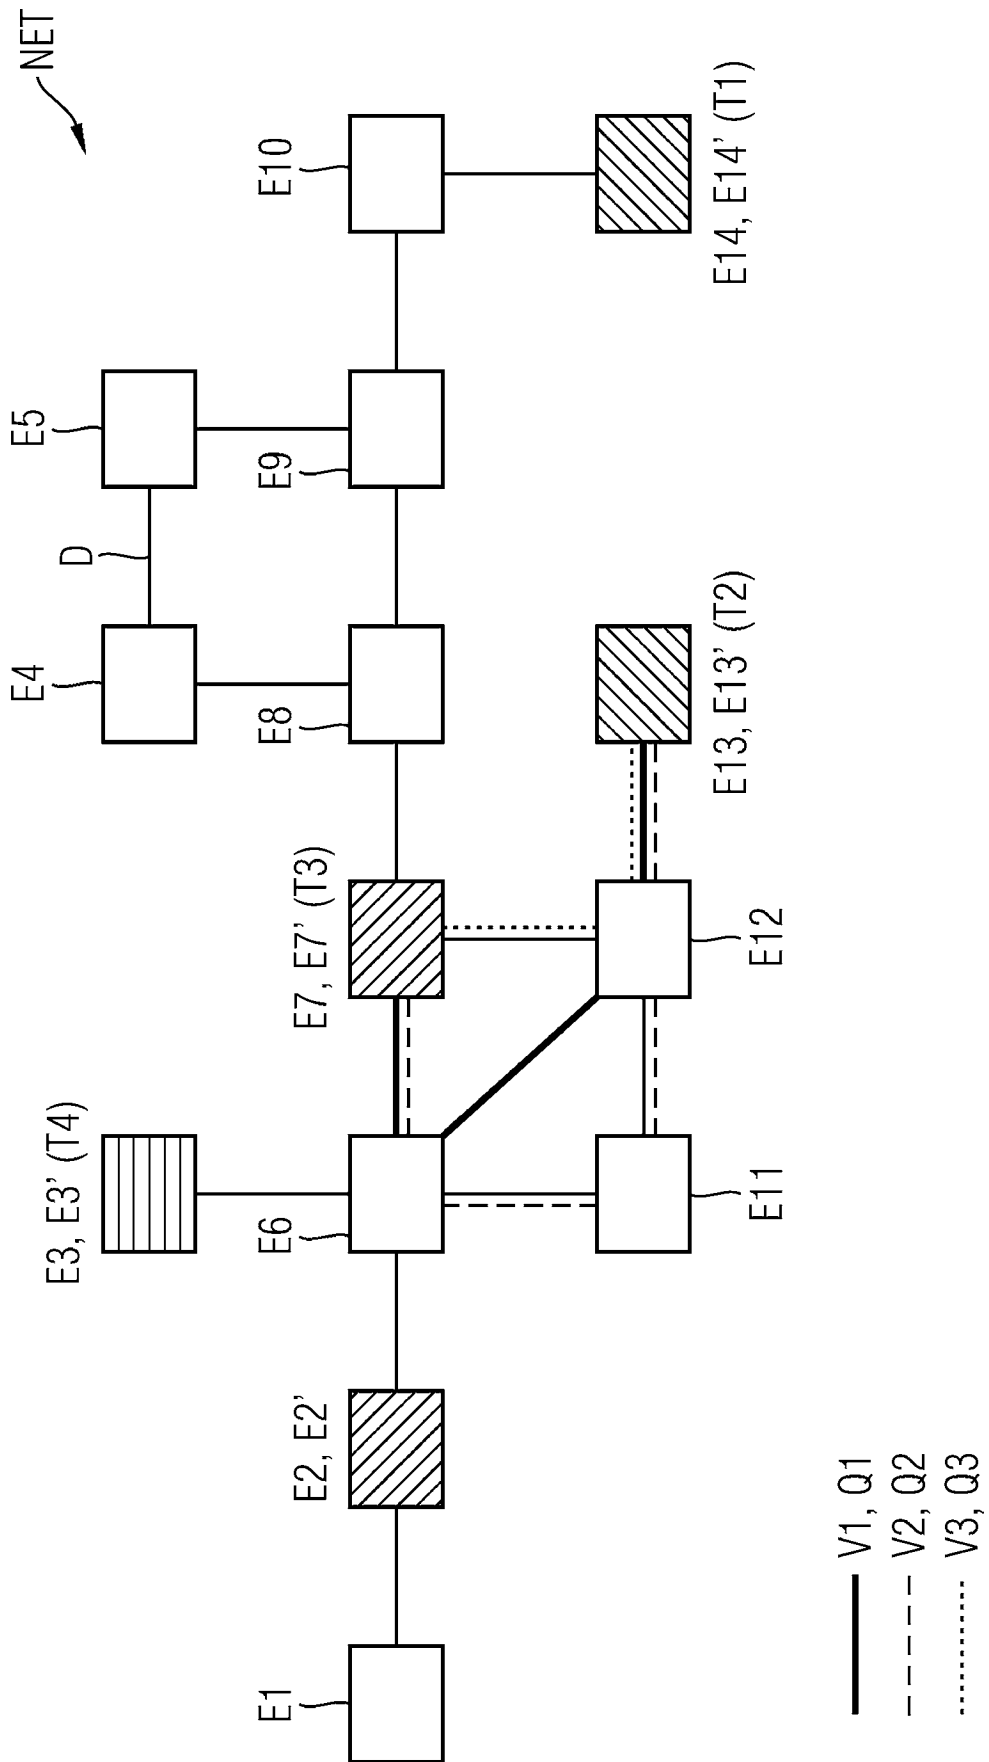 NET
E3, E3' (T4)
E4
D
E5
E1
E2, E2'
E6
E7, E7' (T3)
E8
E9
E10
E11
E12
E13, E13' (T2)
E14, E14' (T1)
V1, Q1
V2, Q2
V3, Q3